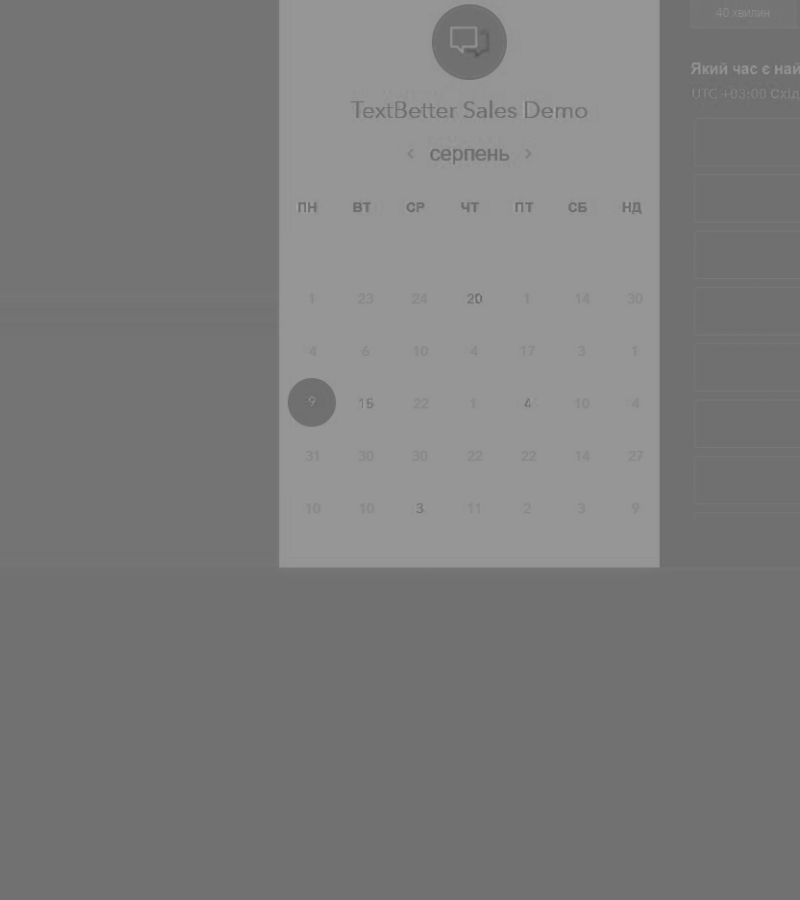 40 хвилин
TextBetter Sales Demo
‹ серпень ›
ПН ВТ СР ЧТ ПТ СБ НД
1 23 24 20 1 14 30
4 6 10 4 17 3 1
9 15 22 1 4 10 4
31 30 30 22 22 14 27
10 10 3 11 2 3 9
Який час є най
UTC +03:00 Схід